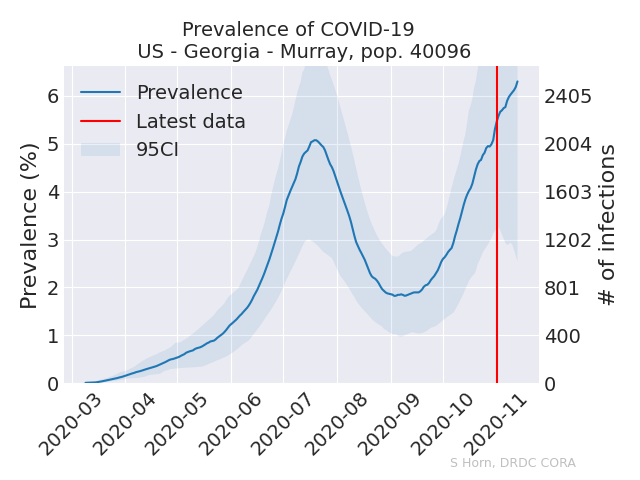 Prevalence of COVID-19
US - Georgia - Murray, pop. 40096
Prevalence
Latest data
95CI
Prevalence (%)
6
5
4
3
2
1
0
2405
2004
1603
1202
801
400
0
# of infections
2020-03
2020-04
2020-05
2020-06
2020-07
2020-08
2020-09
2020-10
2020-11
S Horn, DRDC CORA